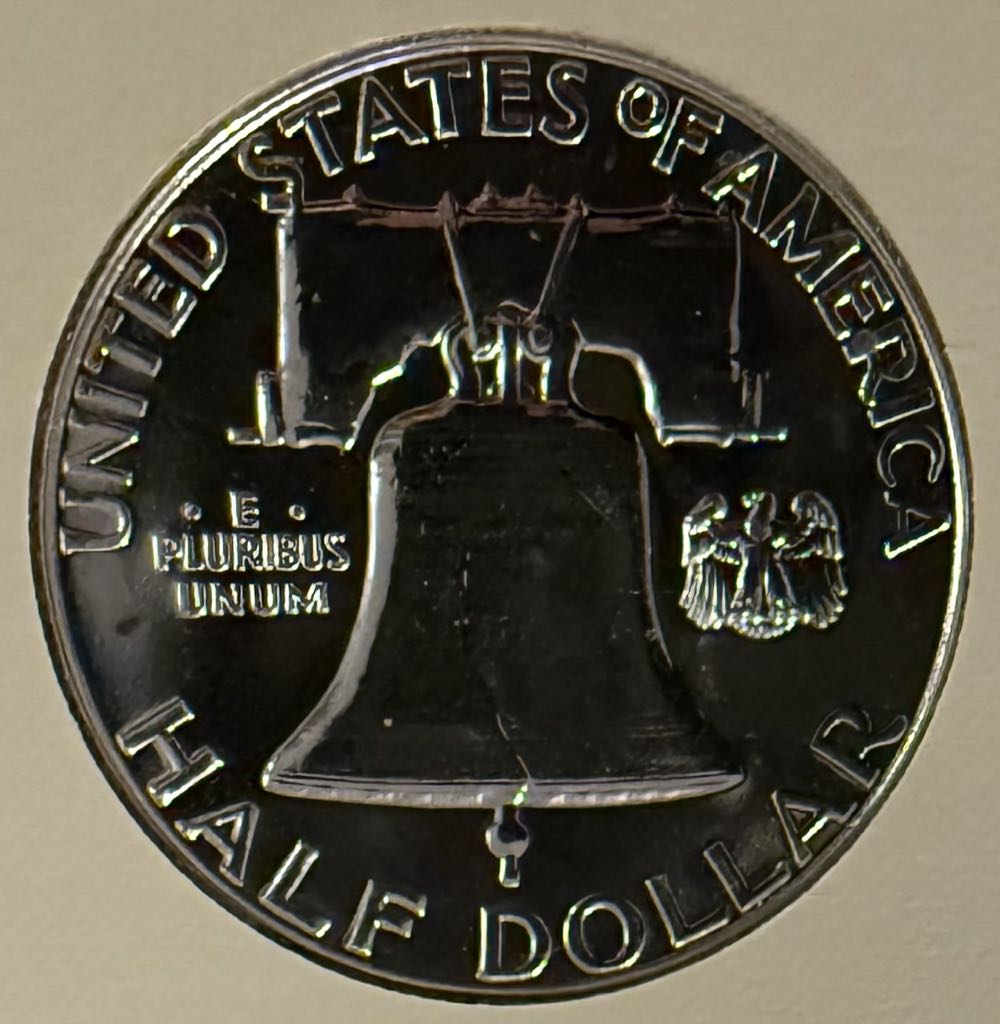 UNITED STATES OF AMERICA
· E ·
PLURIBUS
UNUM
HALF DOLLAR